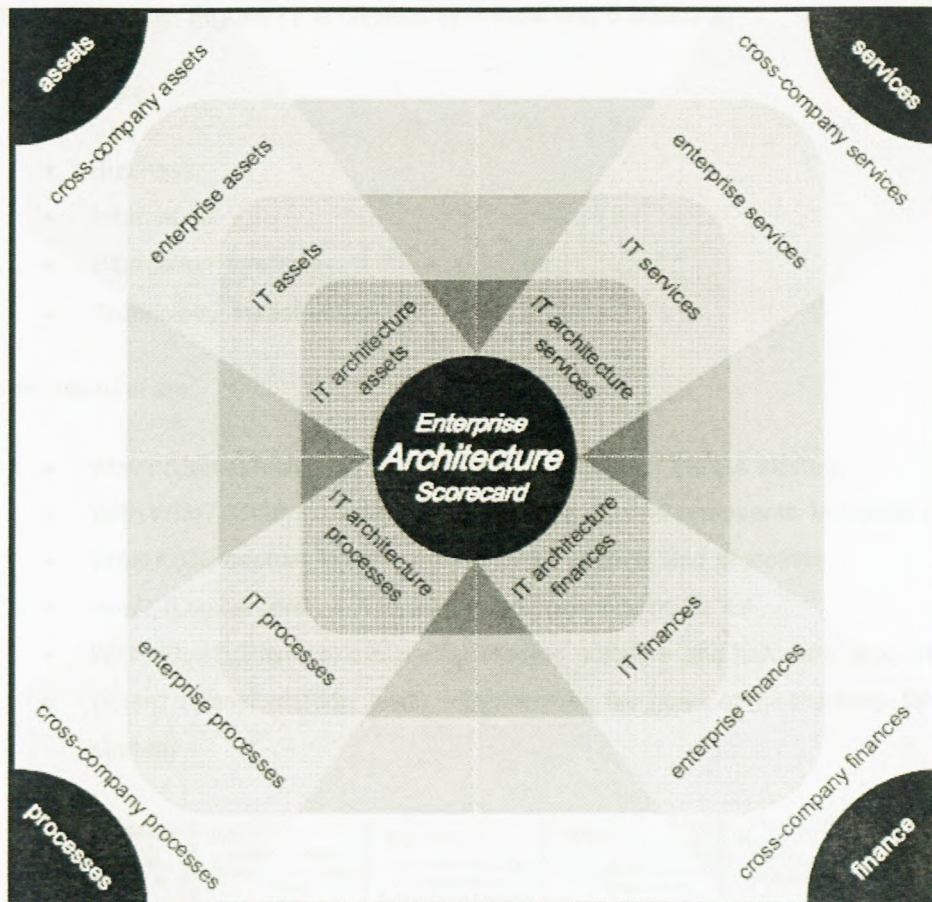 assets
services
cross-company assets
cross-company services
enterprise assets
enterprise services
IT assets
IT services
IT architecture
assets
IT architecture
services
Enterprise
Architecture
Scorecard
IT architecture
processes
IT architecture
finances
IT processes
IT finances
enterprise processes
enterprise finances
cross-company processes
cross-company finances
processes
finance